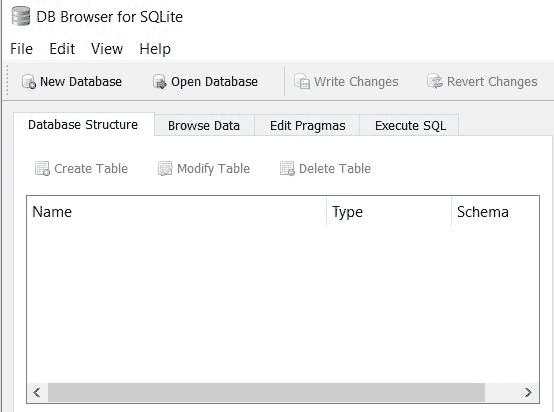 DB Browser for SQLite
File Edit View Help
New Database Open Database Write Changes Revert Changes
Database Structure Browse Data Edit Pragmas Execute SQL
Create Table Modify Table Delete Table
Name Type Schema